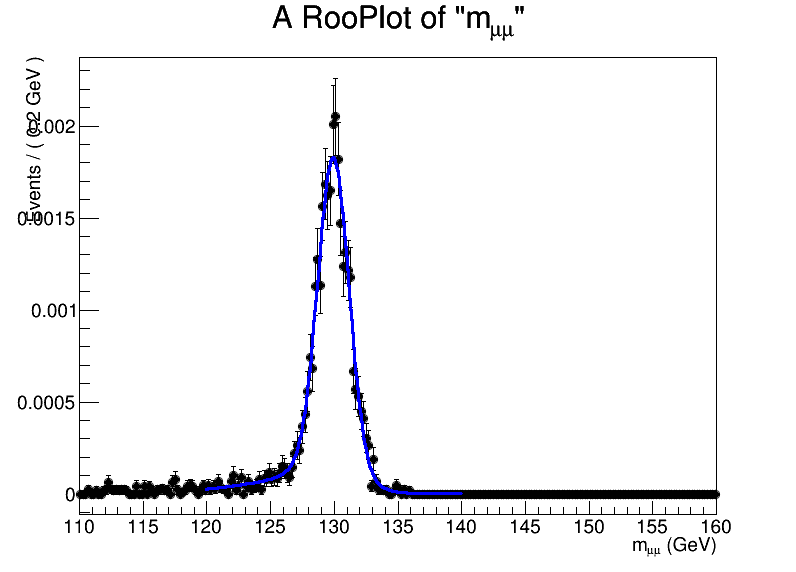 A RooPlot of "mμμ"
Events / ( 0.2 GeV )
0.002
0.0015
0.001
0.0005
0
110 115 120 125 130 135 140 145 150 155 160
mμμ (GeV)